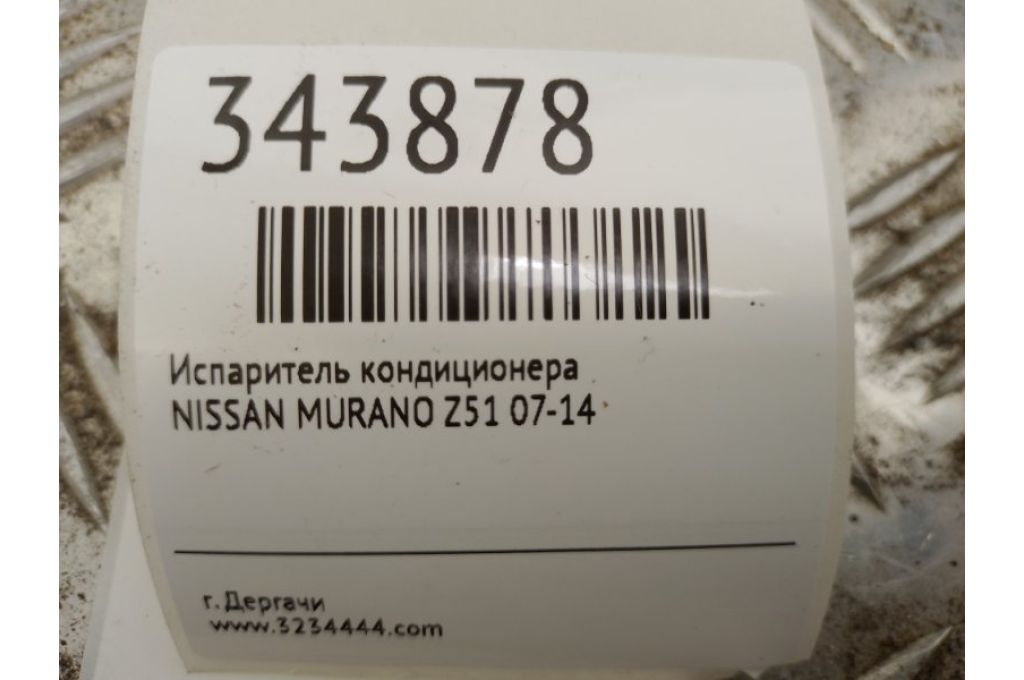 343878
Испаритель кондиционера
NISSAN MURANO Z51 07-14
г. Дергачи
www.3234444.com